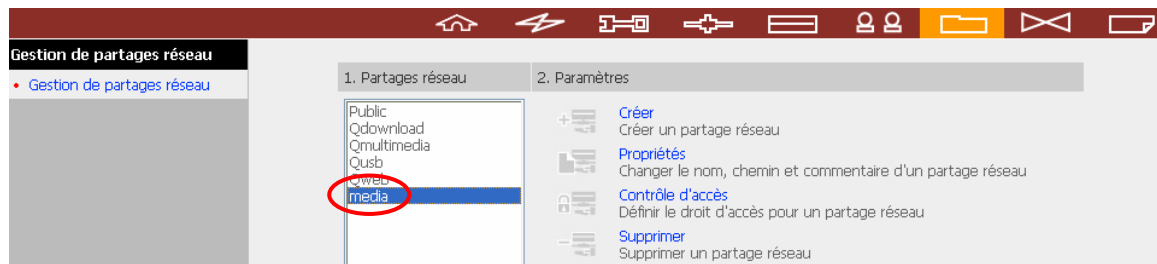 Gestion de partages réseau
• Gestion de partages réseau
1. Partages réseau
2. Paramètres
Public
Qdownload
Qmultimedia
Qusb
Qweb
media
Créer
Créer un partage réseau
Propriétés
Changer le nom, chemin et commentaire d'un partage réseau
Contrôle d'accès
Définir le droit d'accès pour un partage réseau
Supprimer
Supprimer un partage réseau